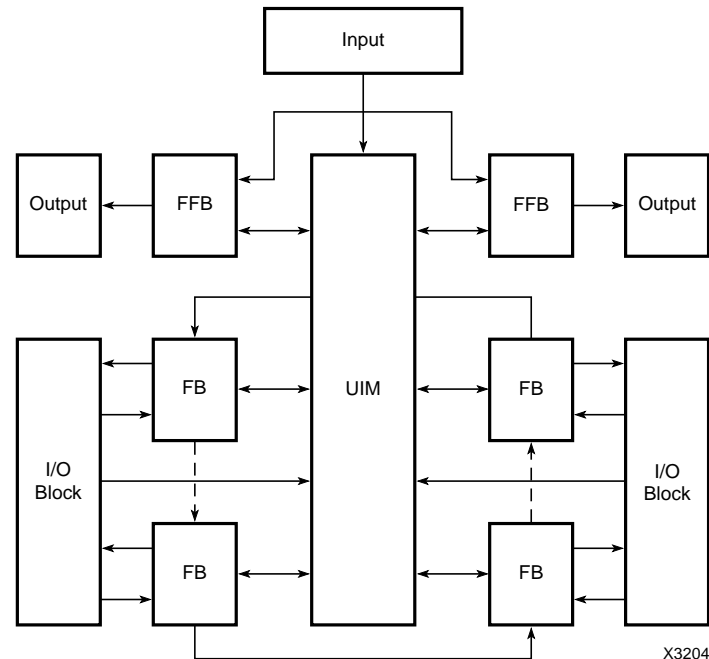 Input
Output
FFB
FFB
Output
FB
UIM
FB
I/O
Block
I/O
Block
FB
FB
X3204